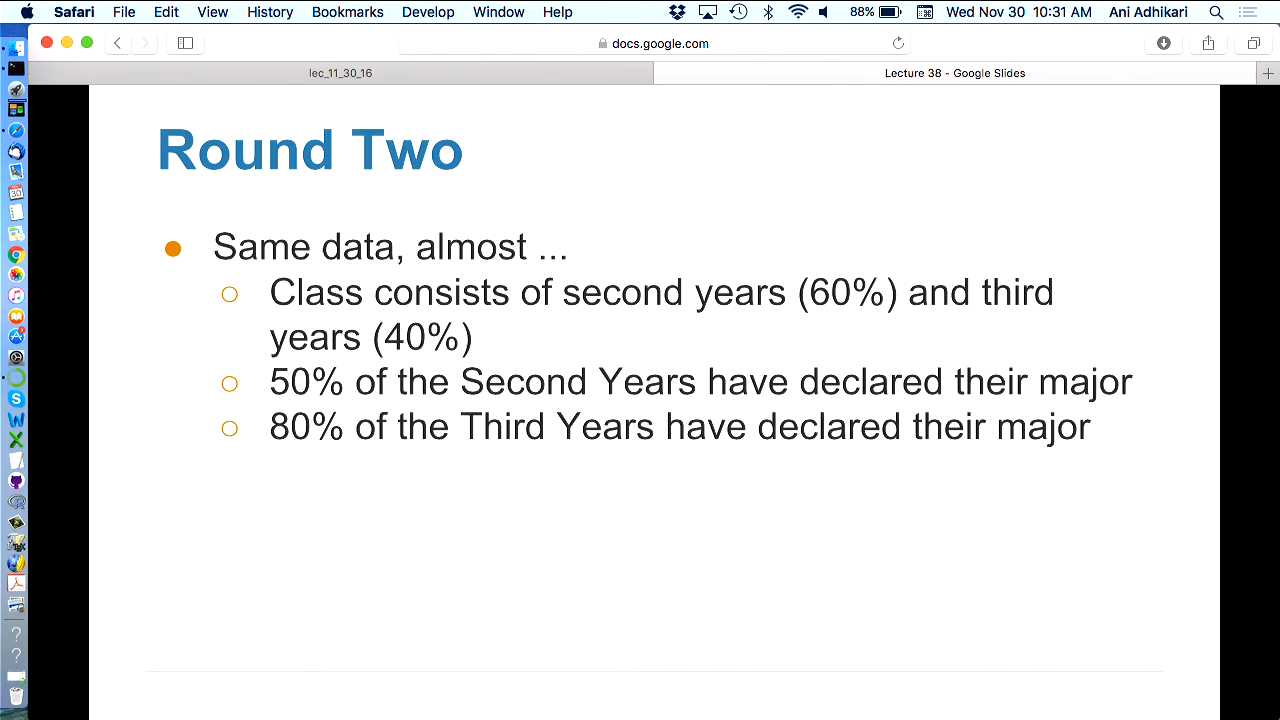 Safari File Edit View History Bookmarks Develop Window Help 88% Wed Nov 30 10:31 AM Ani Adhikari
docs.google.com
lec_11_30_16 Lecture 38 - Google Slides
Round Two
● Same data, almost ...
○ Class consists of second years (60%) and third
years (40%)
○ 50% of the Second Years have declared their major
○ 80% of the Third Years have declared their major